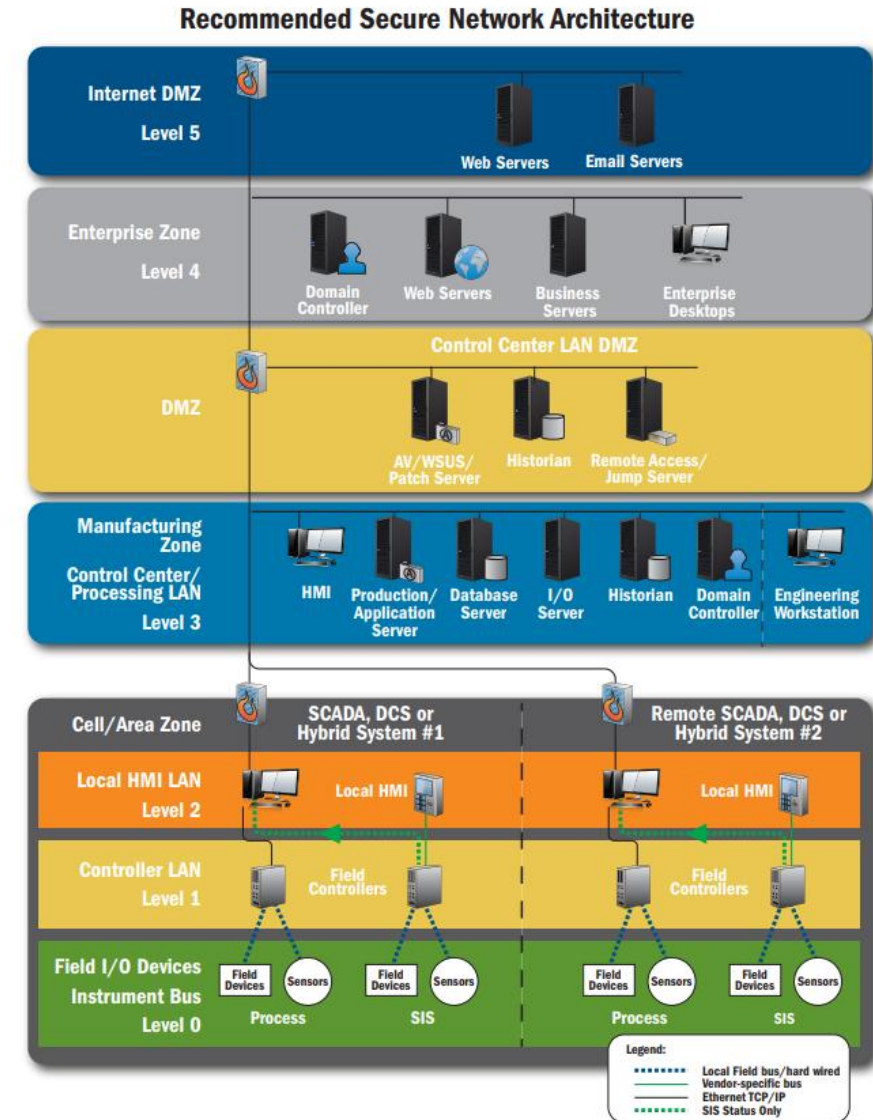 Recommended Secure Network Architecture
Internet DMZ
Level 5
Web Servers
Email Servers
Enterprise Zone
Level 4
Domain
Controller
Web Servers
Business
Servers
Enterprise
Desktops
Control Center LAN DMZ
DMZ
AV/WSUS/
Patch Server
Historian
Remote Access/
Jump Server
Manufacturing
Zone
Control Center/
Processing LAN
Level 3
HMI
Production/
Application
Server
Database
Server
I/O
Server
Historian
Domain
Controller
Engineering
Workstation
Cell/Area Zone
SCADA, DCS or
Hybrid System #1
Remote SCADA, DCS or
Hybrid System #2
Local HMI LAN
Level 2
Local HMI
Local HMI
Controller LAN
Level 1
Field
Controllers
Field
Controllers
Field I/O Devices
Instrument Bus
Level 0
Field
Devices
Sensors
Process
Field
Devices
Sensors
SIS
Field
Devices
Sensors
Process
Field
Devices
Sensors
SIS
Legend:
Local Field bus/hard wired
Vendor-specific bus
Ethernet TCP/IP
SIS Status Only